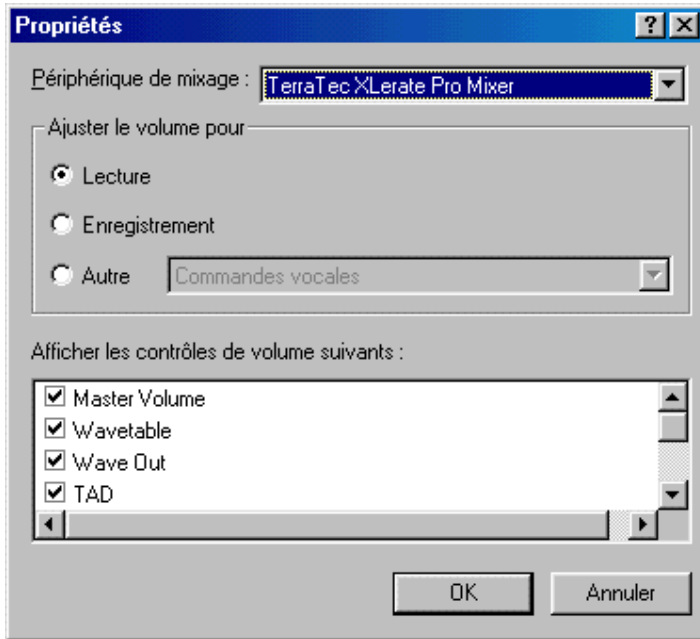 Propriétés
Périphérique de mixage : TerraTec XLerate Pro Mixer
Ajuster le volume pour
Lecture
Enregistrement
Autre Commandes vocales
Afficher les contrôles de volume suivants :
Master Volume
Wavetable
Wave Out
TAD
OK Annuler